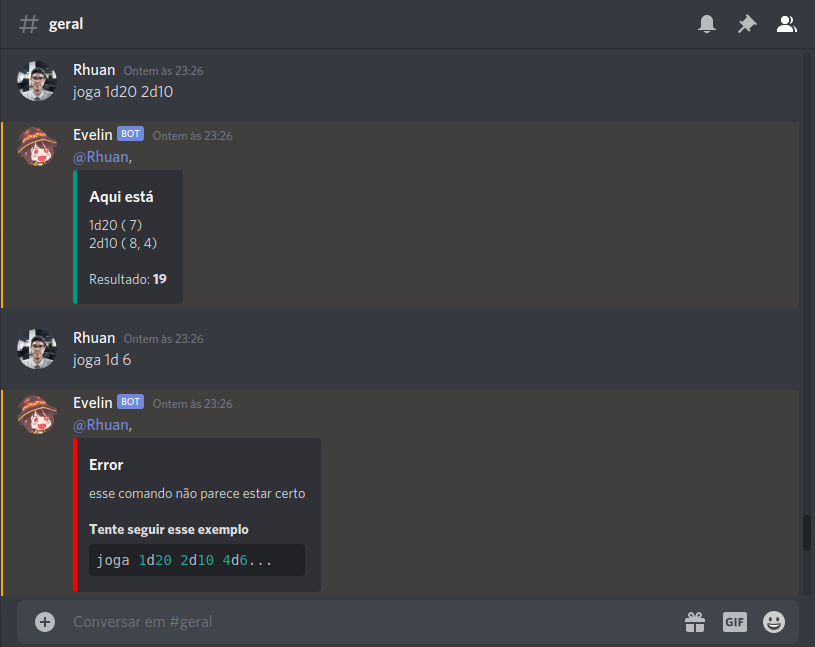 # geral
Rhuan Ontem às 23:26
joga 1d20 2d10
Evelin BOT Ontem às 23:26
@Rhuan,
Aqui está
1d20 ( 7)
2d10 ( 8, 4)
Resultado: 19
Rhuan Ontem às 23:26
joga 1d 6
Evelin BOT Ontem às 23:26
@Rhuan,
Error
esse comando não parece estar certo
Tente seguir esse exemplo
joga 1d20 2d10 4d6...
Conversar em #geral GIF